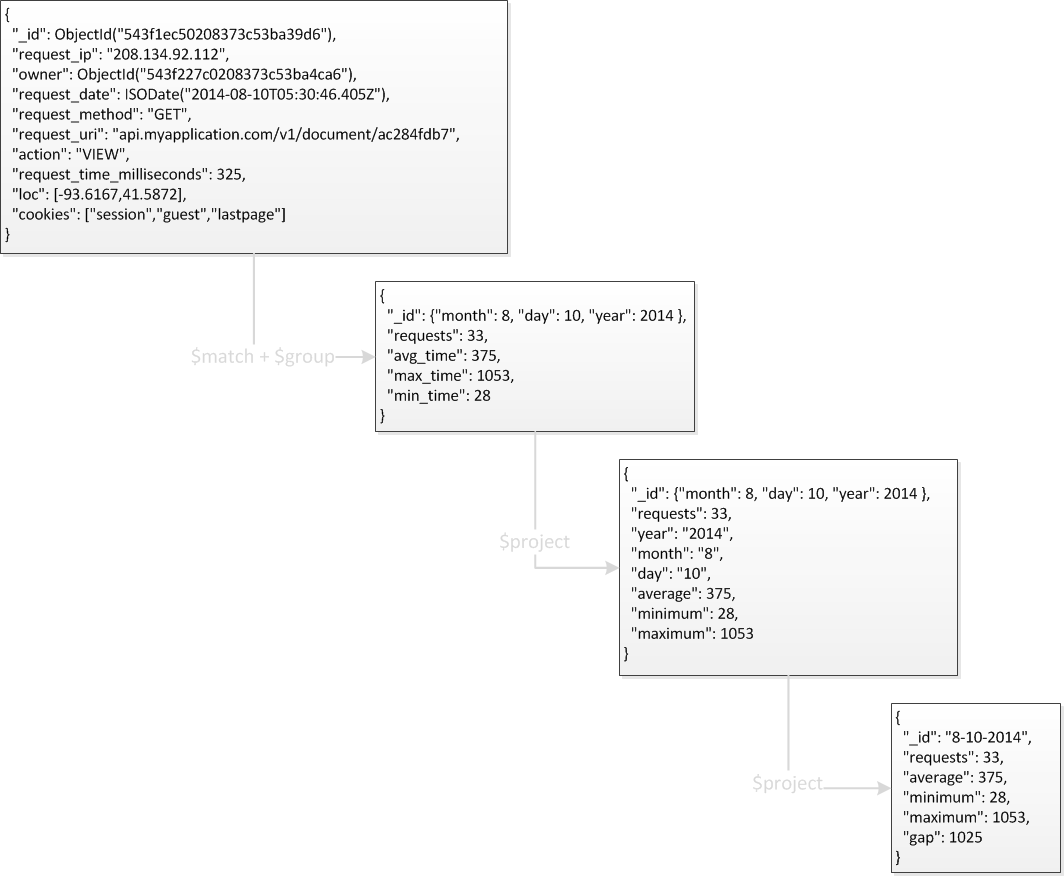 {
"_id": ObjectId("543f1ec50208373c53ba39d6"),
"request_ip": "208.134.92.112",
"owner": ObjectId("543f227c0208373c53ba4ca6"),
"request_date": ISODate("2014-08-10T05:30:46.405Z"),
"request_method": "GET",
"request_uri": "api.myapplication.com/v1/document/ac284fdb7",
"action": "VIEW",
"request_time_milliseconds": 325,
"loc": [-93.6167,41.5872],
"cookies": ["session","guest","lastpage"]
}
$match + $group
{
"_id": {"month": 8, "day": 10, "year": 2014 },
"requests": 33,
"avg_time": 375,
"max_time": 1053,
"min_time": 28
}
$project
{
"_id": {"month": 8, "day": 10, "year": 2014 },
"requests": 33,
"year": "2014",
"month": "8",
"day": "10",
"average": 375,
"minimum": 28,
"maximum": 1053
}
$project
{
"_id": "8-10-2014",
"requests": 33,
"average": 375,
"minimum": 28,
"maximum": 1053,
"gap": 1025
}